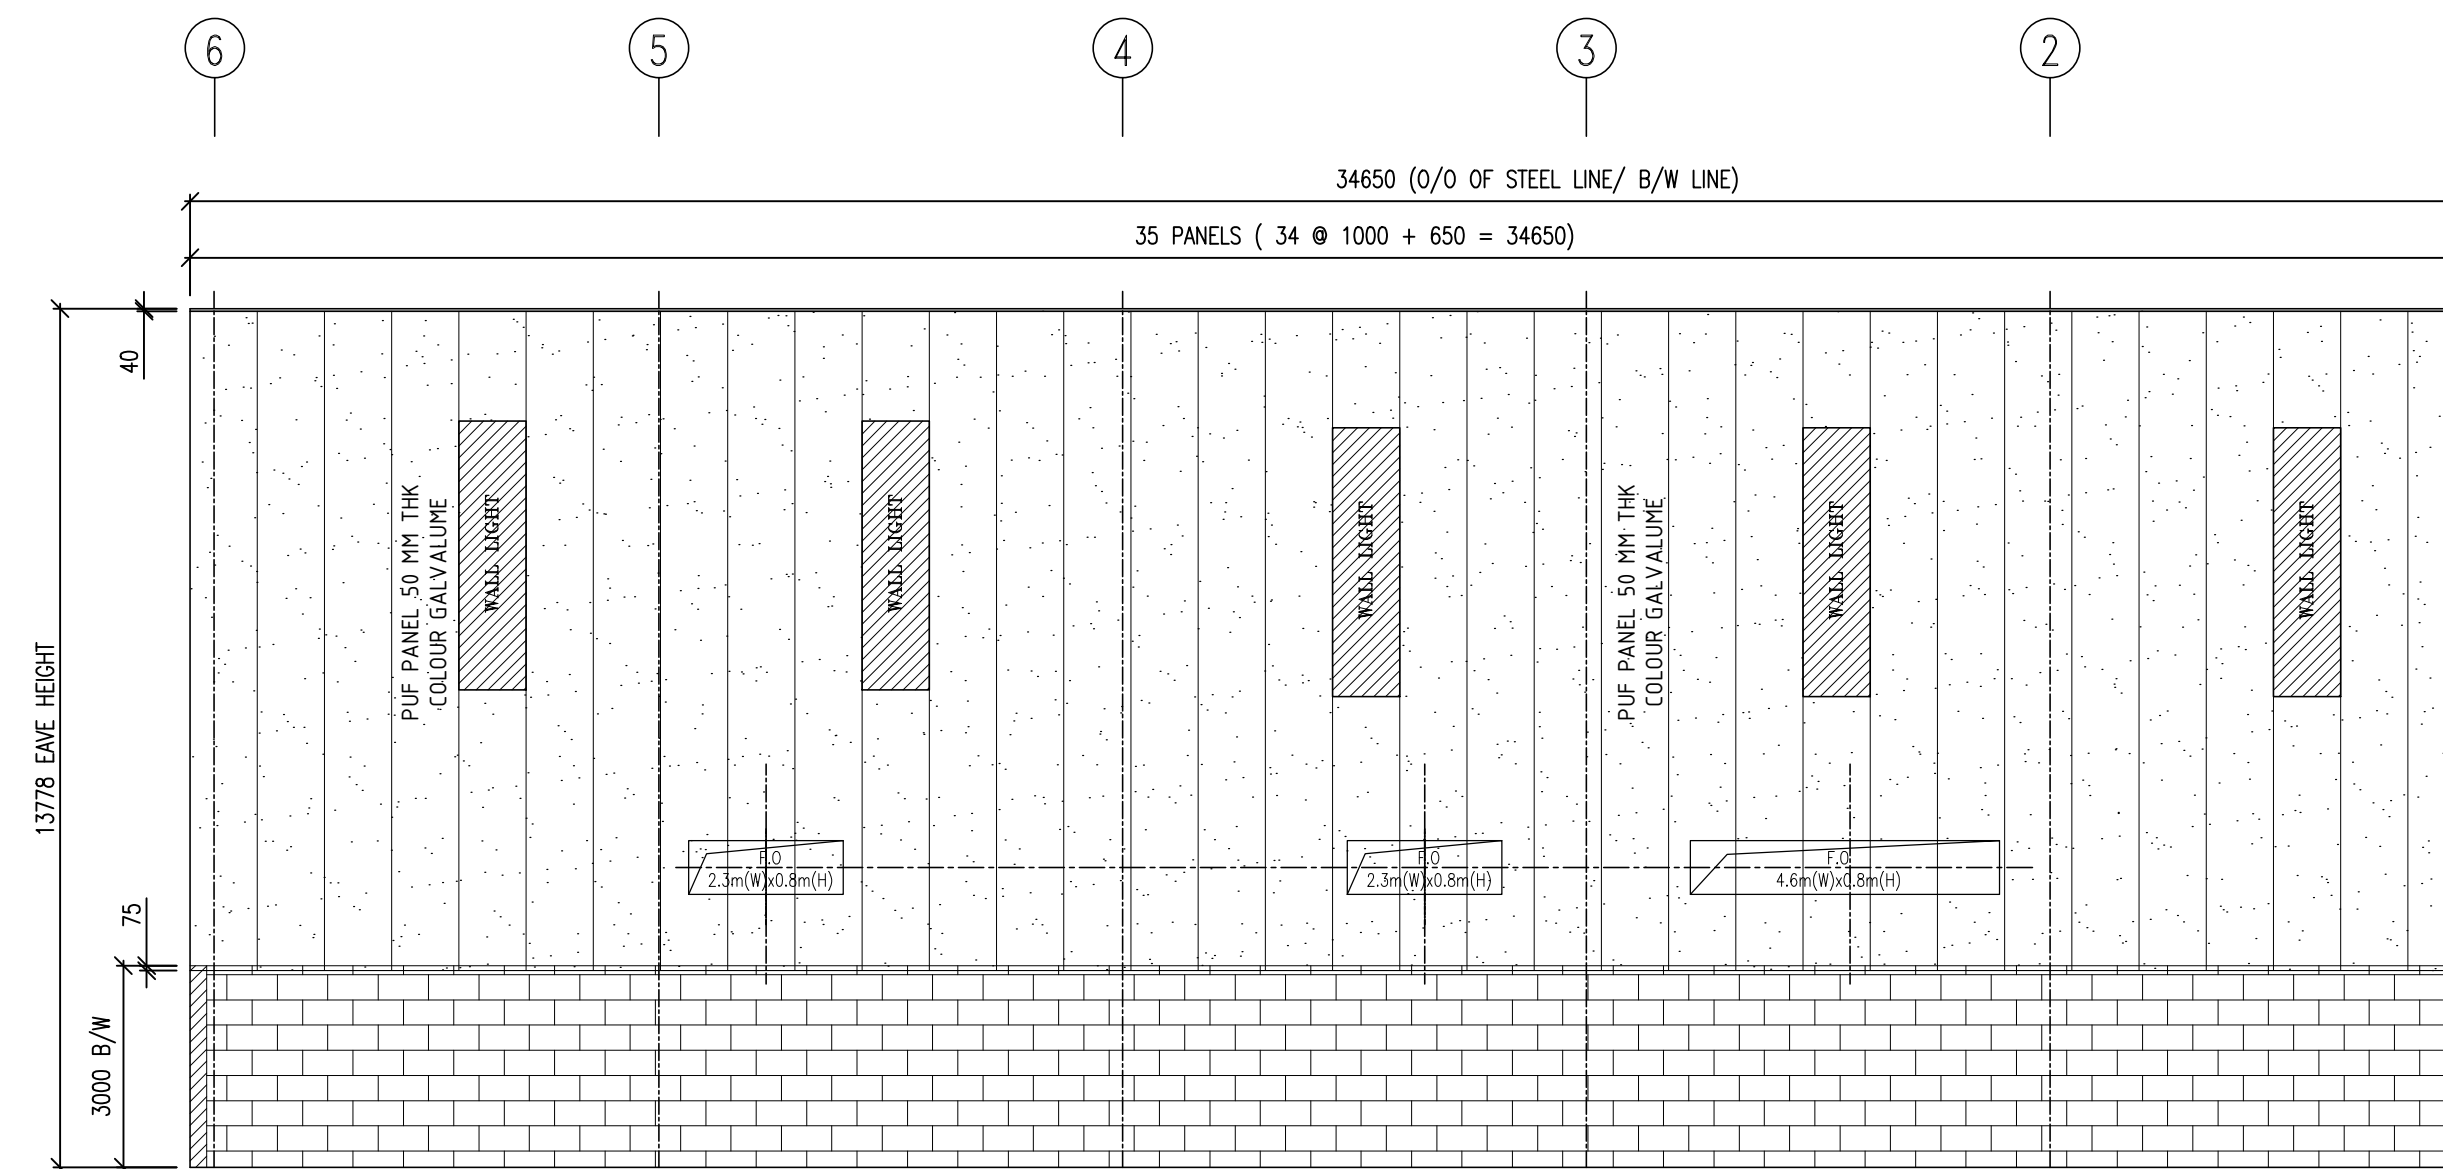 6
5
4
3
2
34650 (O/O OF STEEL LINE/ B/W LINE)
35 PANELS ( 34 @ 1000 + 650 = 34650)
40
13778 EAVE HEIGHT
75
3000 B/W
PUF PANEL 50 MM THK
COLOUR GALVALUME
WALL LIGHT
WALL LIGHT
WALL LIGHT
PUF PANEL 50 MM THK
COLOUR GALVALUME
WALL LIGHT
WALL LIGHT
F.O
2.3m(W)x0.8m(H)
F.O
2.3m(W)x0.8m(H)
F.O
4.6m(W)x0.8m(H)